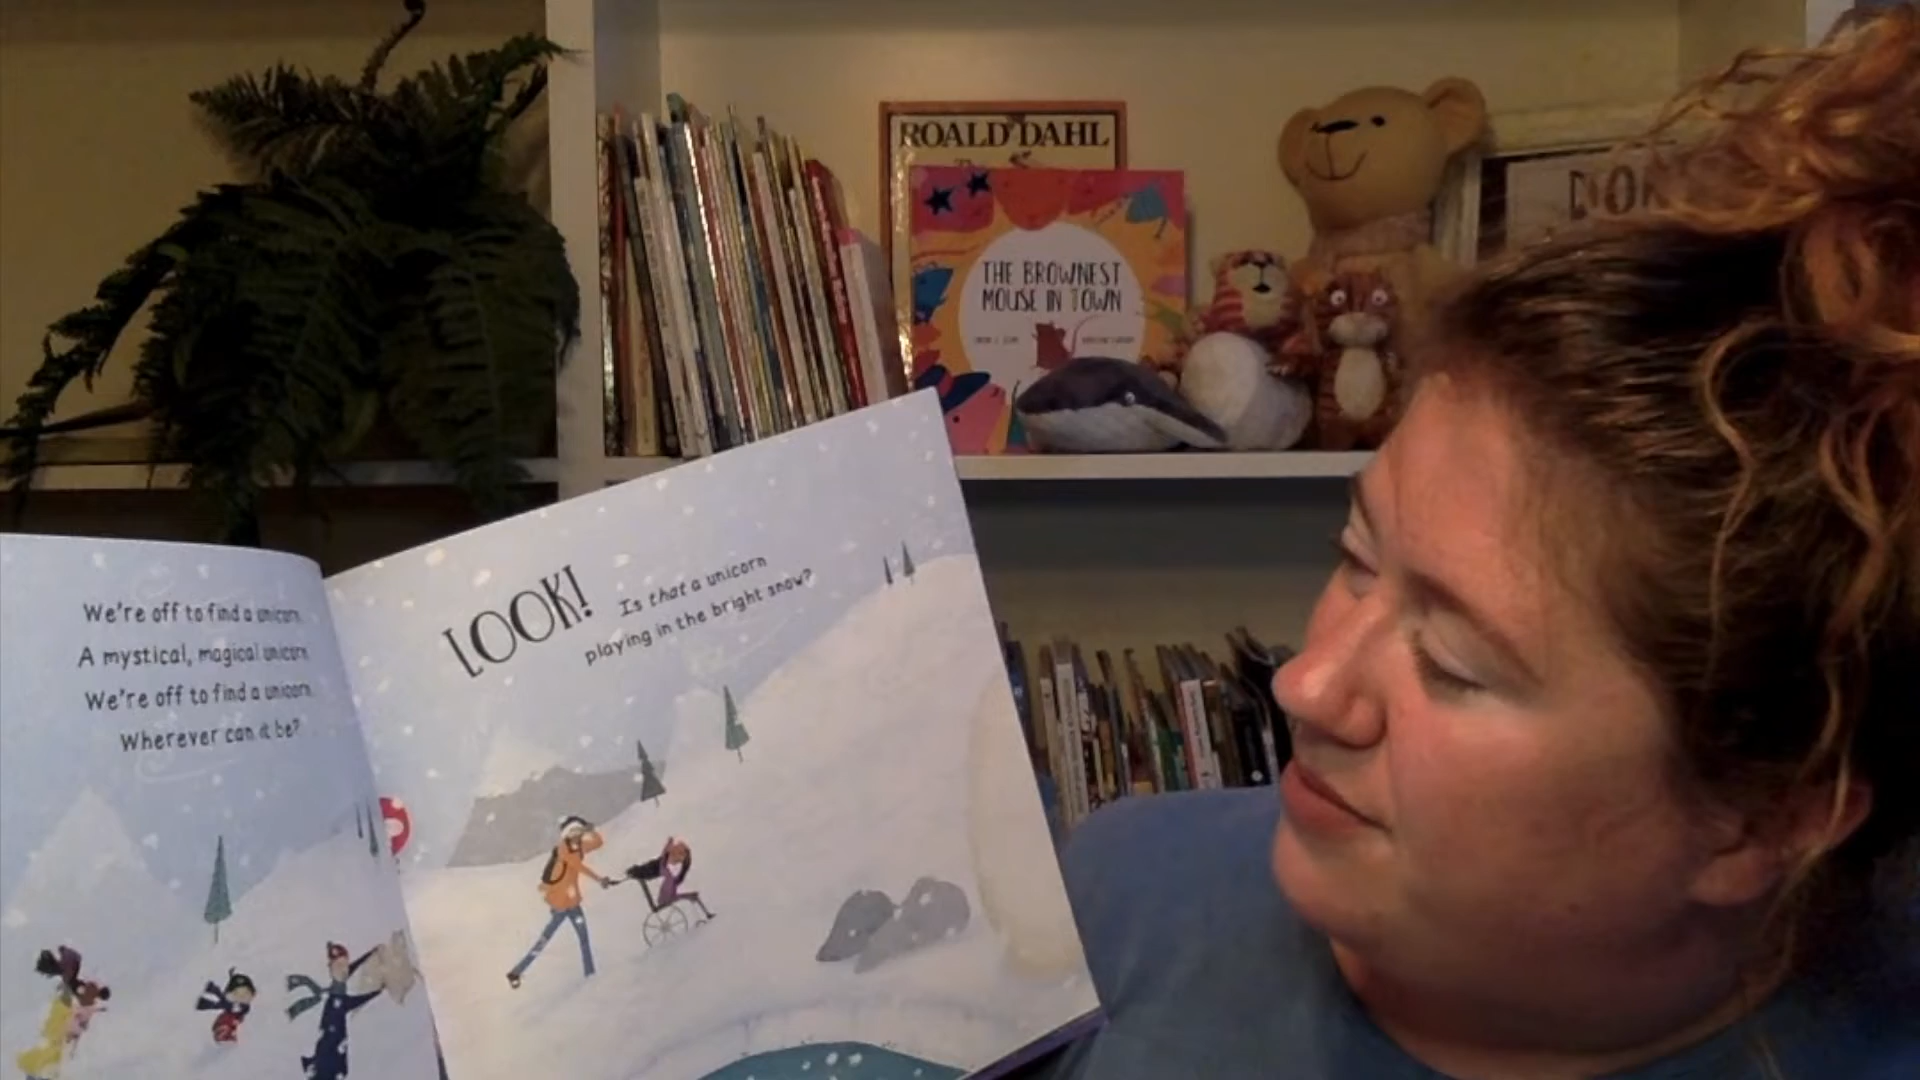 ROALD DAHL
THE BROWNEST
MOUSE IN TOWN
We're off to find a unicorn.
A mystical, magical unicorn.
We're off to find a unicorn.
Wherever can it be?
LOOK! Is that a unicorn
playing in the bright snow?